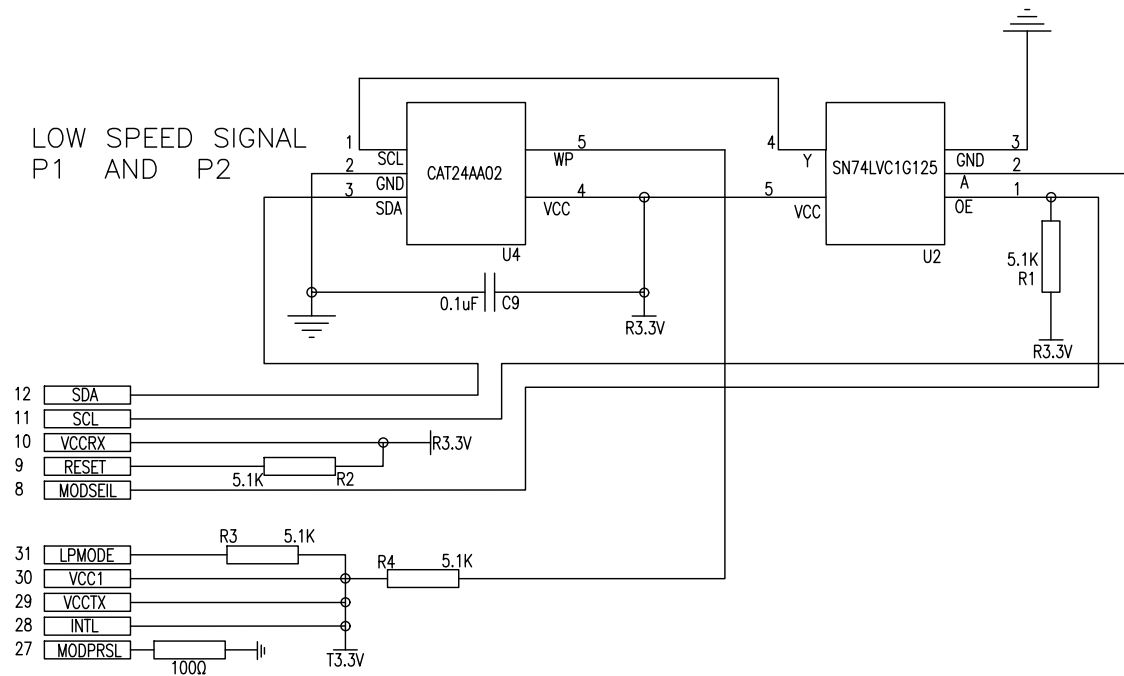 LOW SPEED SIGNAL
P1 AND P2
1
SCL
2
GND
3
SDA
CAT24AA02
U4
5
WP
4
VCC
4
Y
5
VCC
SN74LVC1G125
U2
3
GND
2
A
1
OE
5.1K
R1
R3.3V
0.1uF
C9
R3.3V
12 SDA
11 SCL
10 VCCRX
R3.3V
9 RESET
5.1K
R2
8 MODSEIL
R3
5.1K
31 LPMODE
R4
5.1K
30 VCC1
29 VCCTX
28 INTL
27 MODPRSL
100Ω
T3.3V